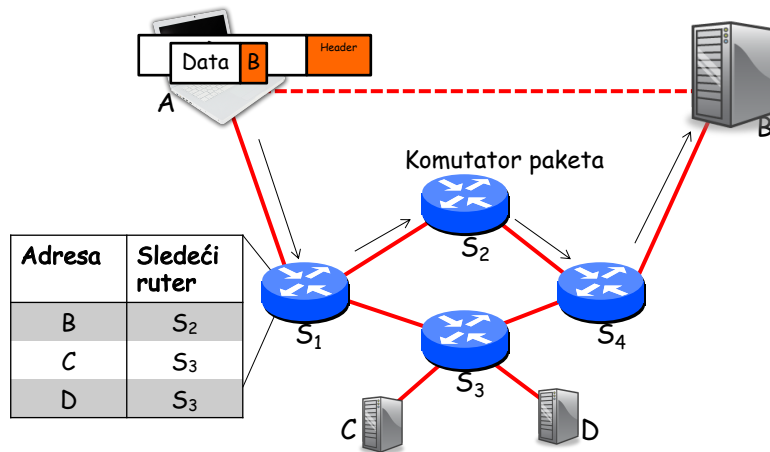 Header
Data B
A
B
Komutator paketa
S₂
Adresa Sledeći ruter
B S₂
C S₃
D S₃
S₁
S₄
S₃
C
D